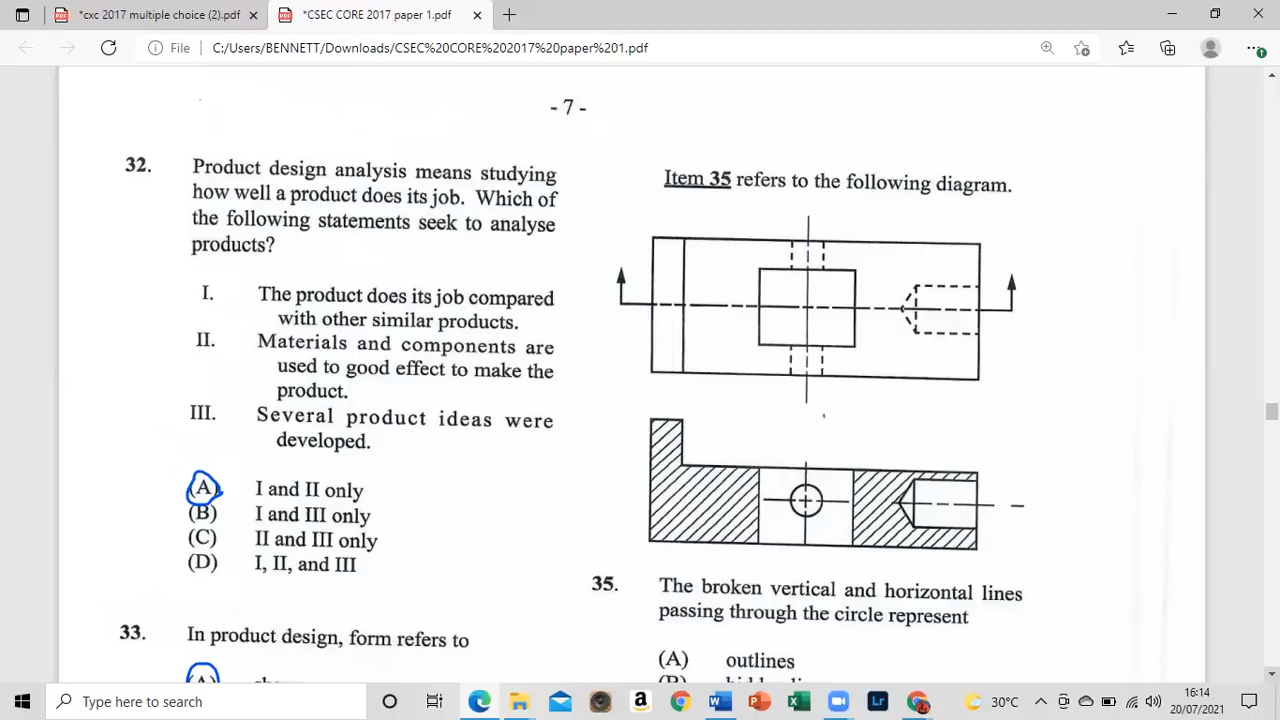 *cxc 2017 multiple choice (2).pdf
*CSEC CORE 2017 paper 1.pdf
File
C:/Users/BENNETT/Downloads/CSEC%20CORE%202017%20paper%201.pdf
- 7 -
32. Product design analysis means studying
how well a product does its job. Which of
the following statements seek to analyse
products?
I. The product does its job compared
with other similar products.
II. Materials and components are
used to good effect to make the
product.
III. Several product ideas were
developed.
(A) I and II only
(B) I and III only
(C) II and III only
(D) I, II, and III
33. In product design, form refers to
(A)
Item 35 refers to the following diagram.
35. The broken vertical and horizontal lines
passing through the circle represent
(A) outlines
(B)
Type here to search
30°C
16:14
20/07/2021